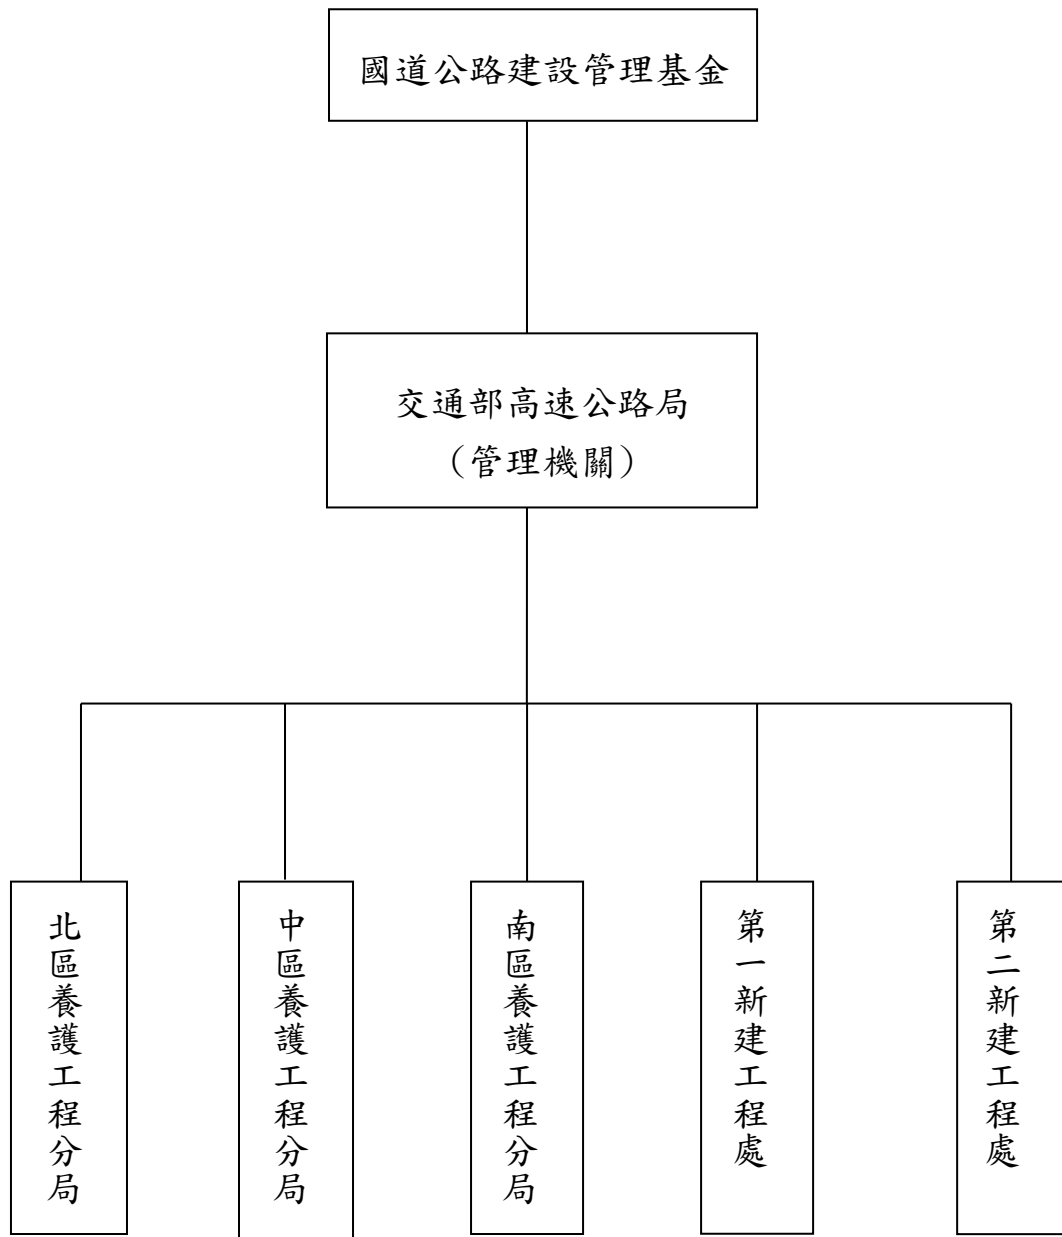 國道公路建設管理基金
交通部高速公路局
（管理機關）
北區養護工程分局
中區養護工程分局
南區養護工程分局
第一新建工程處
第二新建工程處